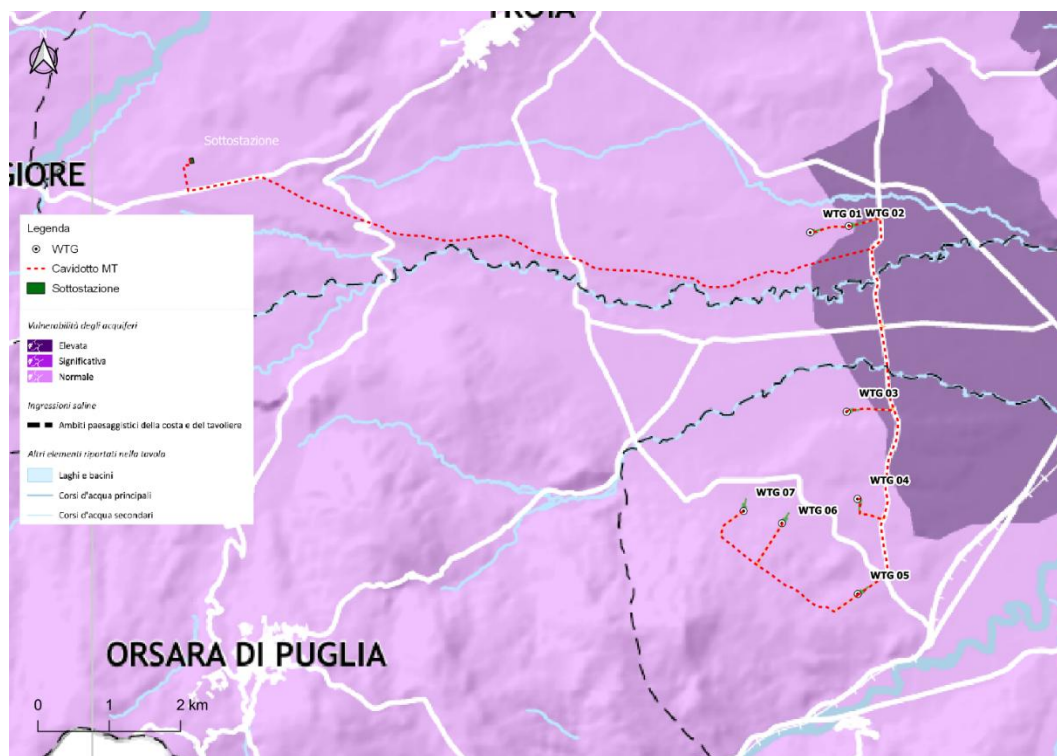 TROIA
N
Sottostazione
GIORE
WTG 01
WTG 02
Legenda
WTG
Cavidotto MT
Sottostazione
Vulnerabilità degli acquiferi
Elevata
Significativa
Normale
Ingressioni saline
Ambiti paesaggistici della costa e del tavoliere
Altri elementi riportati nella tavola
Laghi e bacini
Corsi d'acqua principali
Corsi d'acqua secondari
WTG 03
WTG 04
WTG 07
WTG 06
WTG 05
ORSARA DI PUGLIA
0 1 2 km